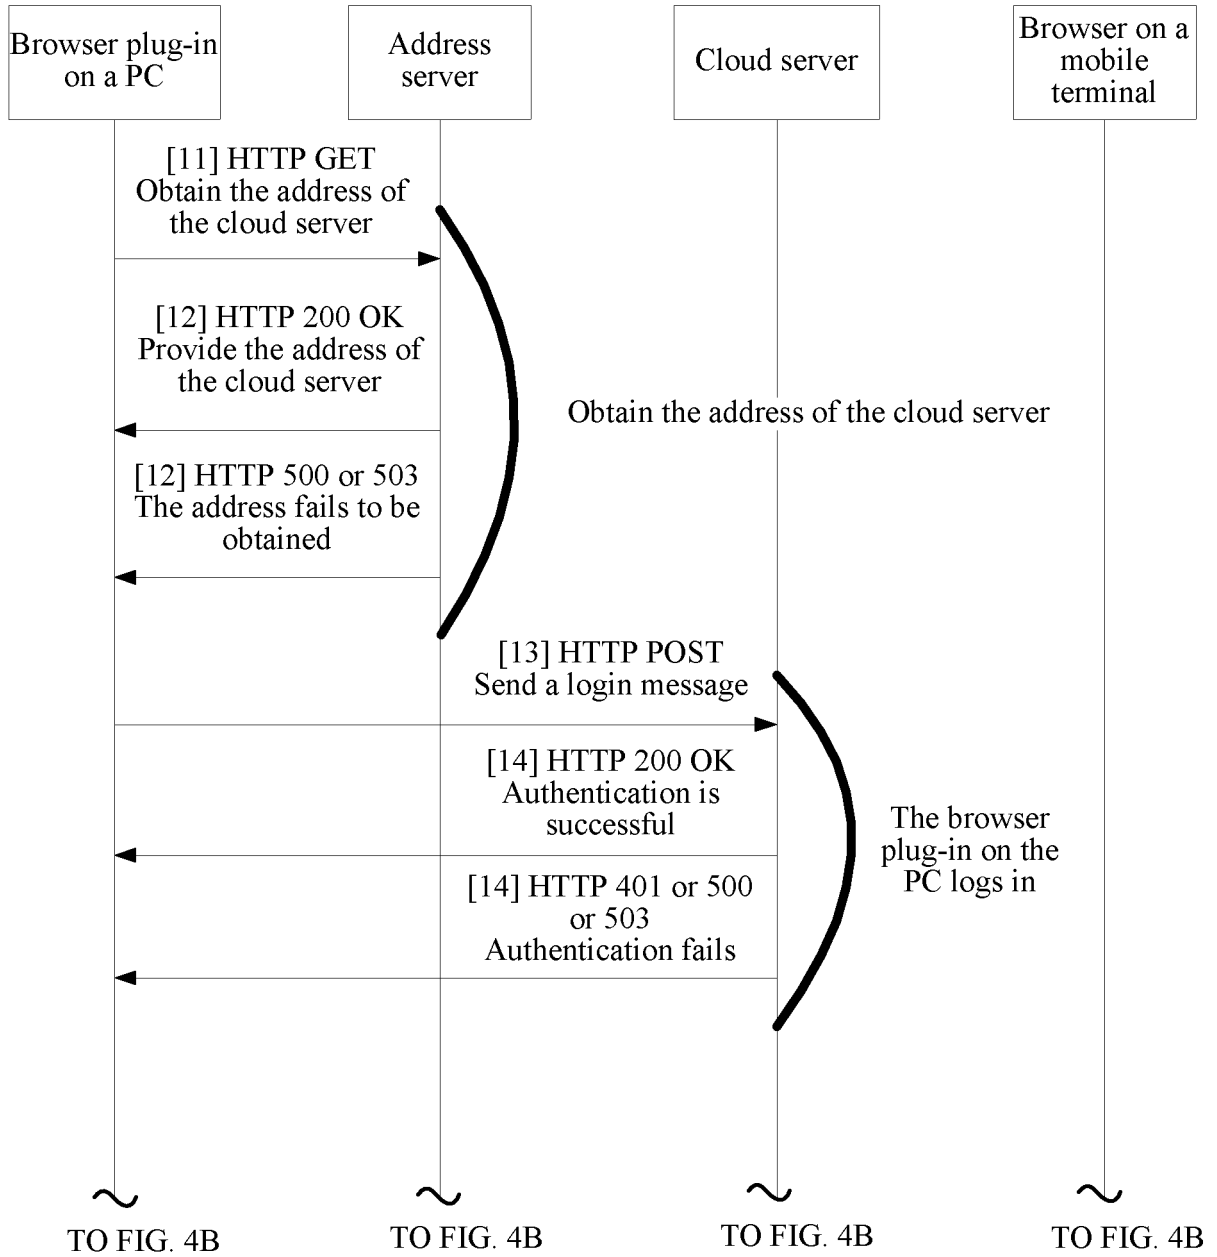 Browser plug-in
on a PC
Address
server
Cloud server
Browser on a
mobile
terminal
[11] HTTP GET
Obtain the address of
the cloud server
[12] HTTP 200 OK
Provide the address of
the cloud server
Obtain the address of the cloud server
[12] HTTP 500 or 503
The address fails to be
obtained
[13] HTTP POST
Send a login message
[14] HTTP 200 OK
Authentication is
successful
The browser
plug-in on the
PC logs in
[14] HTTP 401 or 500
or 503
Authentication fails
TO FIG. 4B
TO FIG. 4B
TO FIG. 4B
TO FIG. 4B